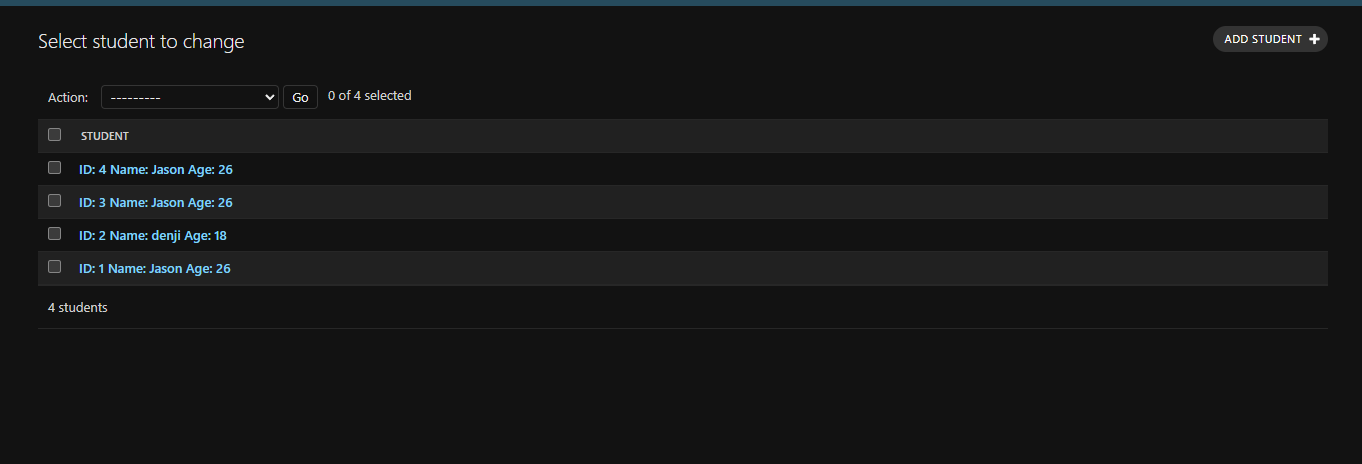 Select student to change
ADD STUDENT +
Action: --------- Go 0 of 4 selected
STUDENT
ID: 4 Name: Jason Age: 26
ID: 3 Name: Jason Age: 26
ID: 2 Name: denji Age: 18
ID: 1 Name: Jason Age: 26
4 students